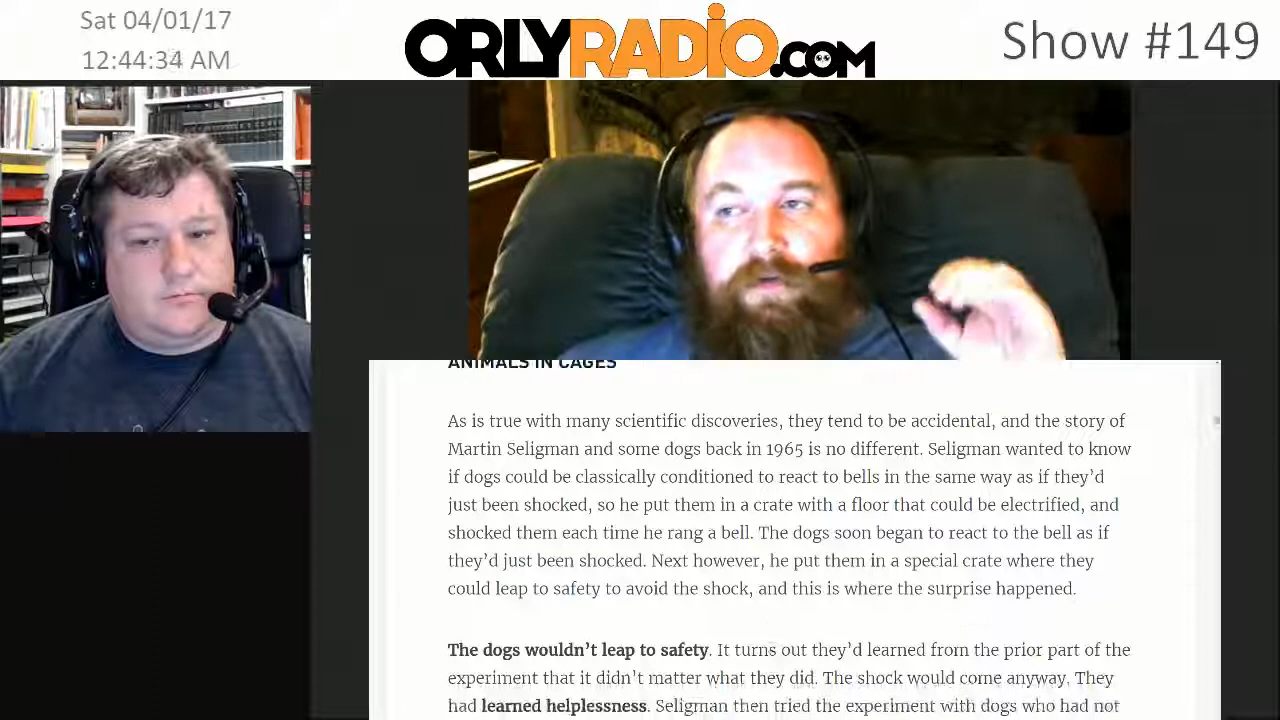 Sat 04/01/17
12:44:34 AM
ORLYRADiO.COM
Show #149
ANIMALS IN CAGES
As is true with many scientific discoveries, they tend to be accidental, and the story of
Martin Seligman and some dogs back in 1965 is no different. Seligman wanted to know
if dogs could be classically conditioned to react to bells in the same way as if they’d
just been shocked, so he put them in a crate with a floor that could be electrified, and
shocked them each time he rang a bell. The dogs soon began to react to the bell as if
they’d just been shocked. Next however, he put them in a special crate where they
could leap to safety to avoid the shock, and this is where the surprise happened.
The dogs wouldn’t leap to safety. It turns out they’d learned from the prior part of the
experiment that it didn’t matter what they did. The shock would come anyway. They
had learned helplessness. Seligman then tried the experiment with dogs who had not